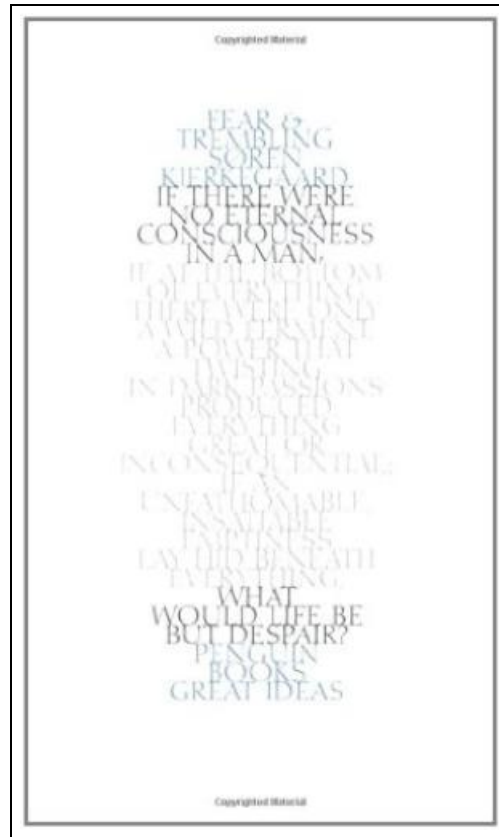 Copyrighted Material
FEAR &
TREMBLING
SØREN
KIERKEGAARD
IF THERE WERE
NO ETERNAL
CONSCIOUSNESS
IN A MAN,
IF AT THE BOTTOM
OF EVERYTHING
THERE WERE ONLY
A WILD FERMENT
A POWER THAT
TWISTING
IN DARK PASSIONS
PRODUCED
EVERYTHING
GREAT OR
INCONSEQUENTIAL;
IF AN
UNFATHOMABLE,
INSATIABLE
EMPTINESS
LAY HID BENEATH
EVERYTHING
WHAT
WOULD LIFE BE
BUT DESPAIR?
PENGUIN
BOOKS
GREAT IDEAS
Copyrighted Material